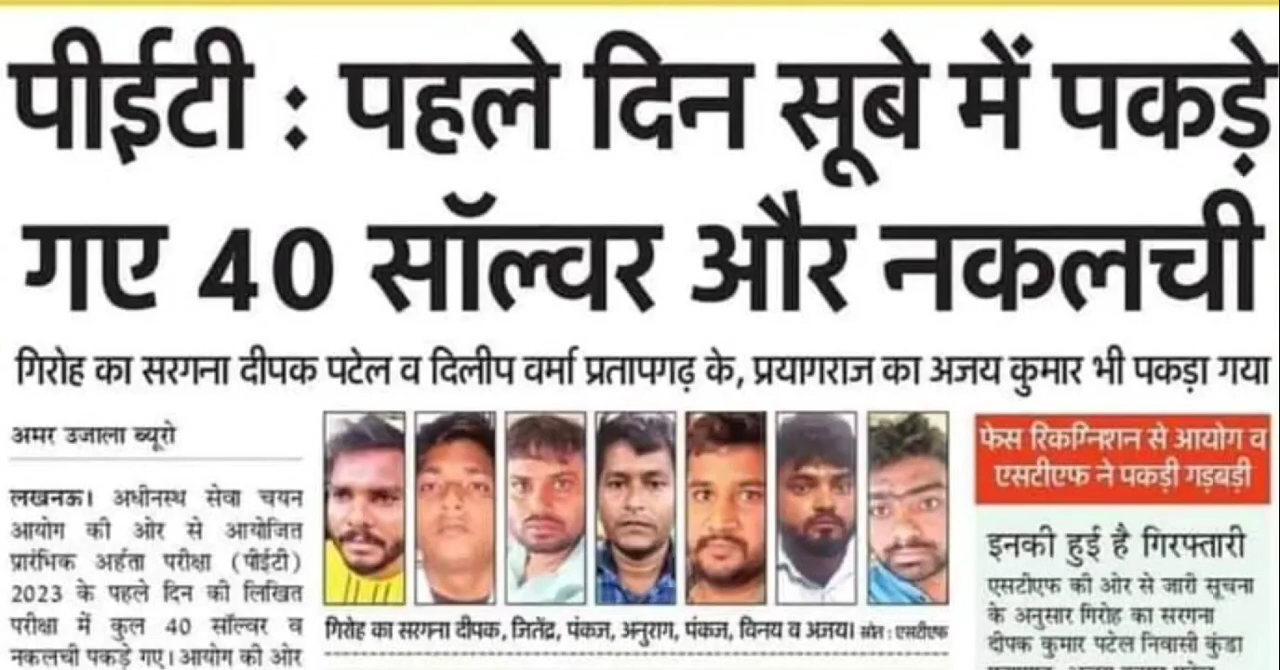 पीईटी : पहले दिन सूबे में पकड़े
गए 40 सॉल्वर और नकलची
गिरोह का सरगना दीपक पटेल व दिलीप वर्मा प्रतापगढ़ के, प्रयागराज का अजय कुमार भी पकड़ा गया
अमर उजाला ब्यूरो
लखनऊ। अधीनस्थ सेवा चयन
आयोग की ओर से आयोजित
प्रारंभिक अर्हता परीक्षा (पीईटी)
2023 के पहले दिन की लिखित
परीक्षा में कुल 40 सॉल्वर व
नकलची पकड़े गए। आयोग की ओर
गिरोह का सरगना दीपक, जितेंद्र, पंकज, अनुराग, पंकज, विनय व अजय। स्रोत : एसटीएफ
फेस रिकग्निशन से आयोग व
एसटीएफ ने पकड़ी गड़बड़ी
इनकी हुई है गिरफ्तारी
एसटीएफ की ओर से जारी सूचना
के अनुसार गिरोह का सरगना
दीपक कुमार पटेल निवासी कुंडा